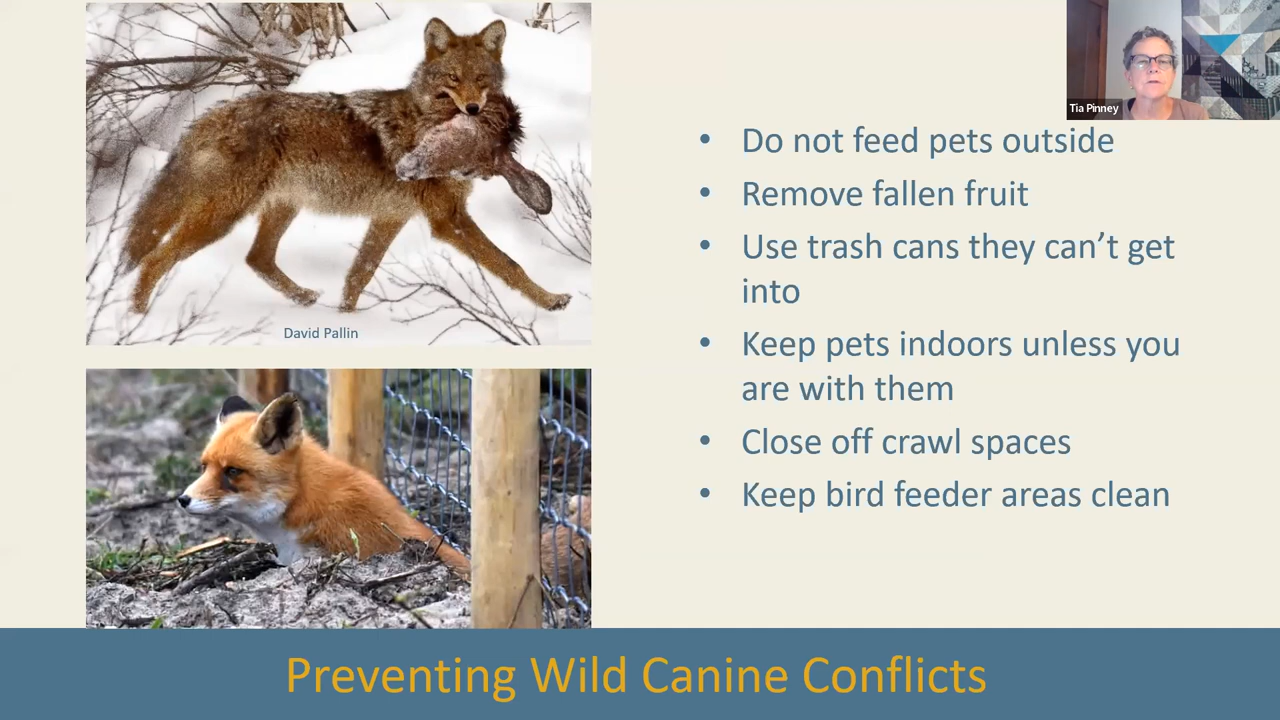 Tia Pinney
• Do not feed pets outside
• Remove fallen fruit
• Use trash cans they can’t get
into
• Keep pets indoors unless you
are with them
• Close off crawl spaces
• Keep bird feeder areas clean
David Pallin
Preventing Wild Canine Conflicts